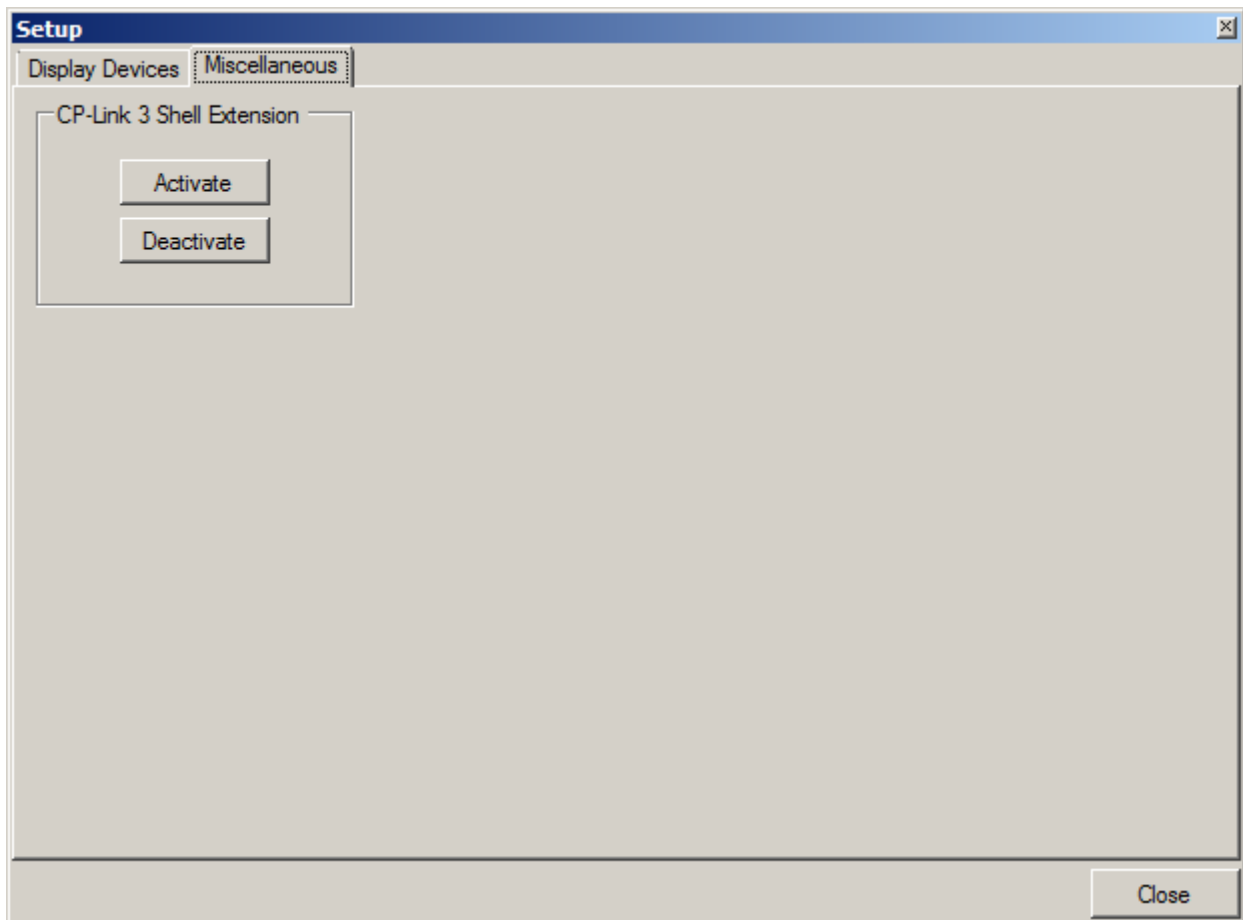 Setup
Display Devices Miscellaneous
CP-Link 3 Shell Extension
Activate
Deactivate
Close